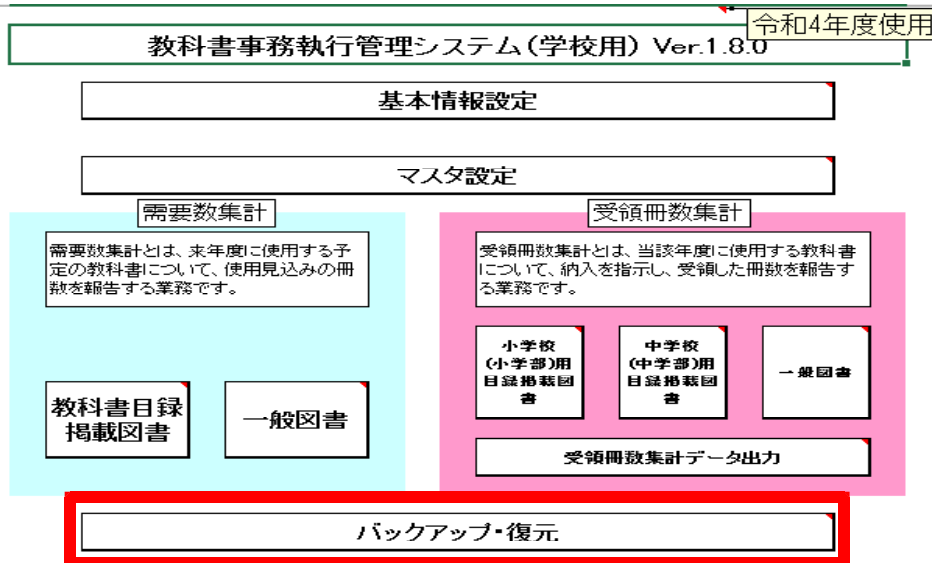 令和4年度使用
教科書事務執行管理システム(学校用) Ver.1.8.0
基本情報設定
マスタ設定
需要数集計
需要数集計とは、来年度に使用する予
定の教科書について、使用見込みの冊
数を報告する業務です。
教科書目録
掲載図書
一般図書
受領冊数集計
受領冊数集計とは、当該年度に使用する教科書
について、納入を指示し、受領した冊数を報告す
る業務です。
小学校
(小学部)用
目録掲載図
書
中学校
(中学部)用
目録掲載図
書
一般図書
受領冊数集計データ出力
バックアップ・復元